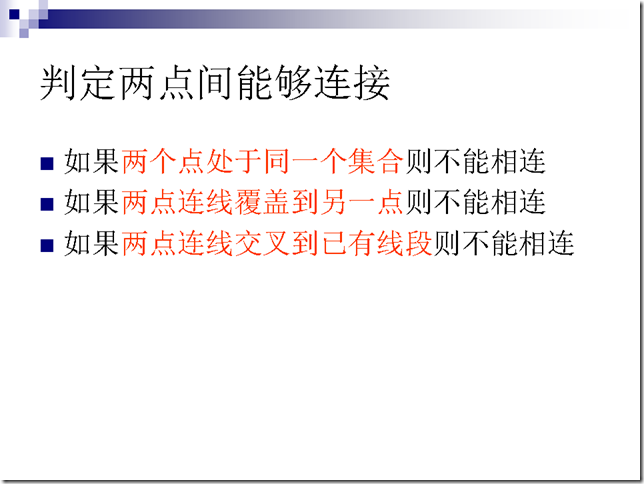 判定两点间能够连接
如果两个点处于同一个集合则不能相连
如果两点连线覆盖到另一点则不能相连
如果两点连线交叉到已有线段则不能相连